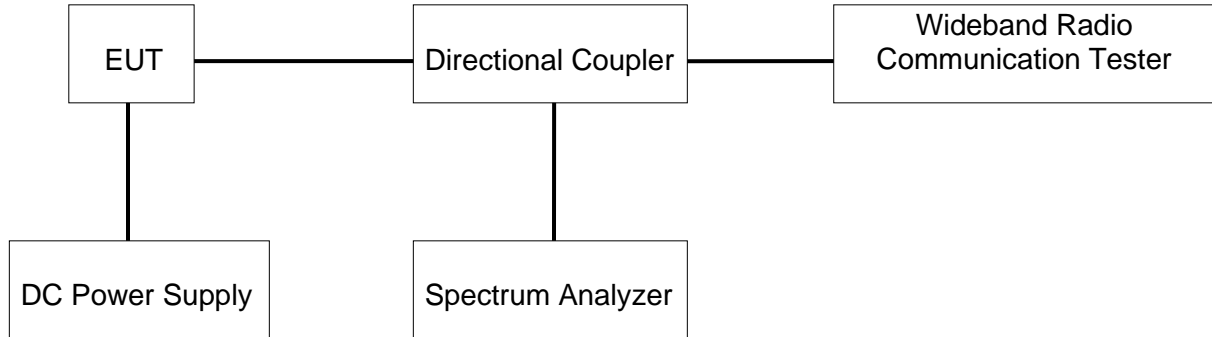 EUT
Directional Coupler
Wideband Radio
Communication Tester
DC Power Supply
Spectrum Analyzer